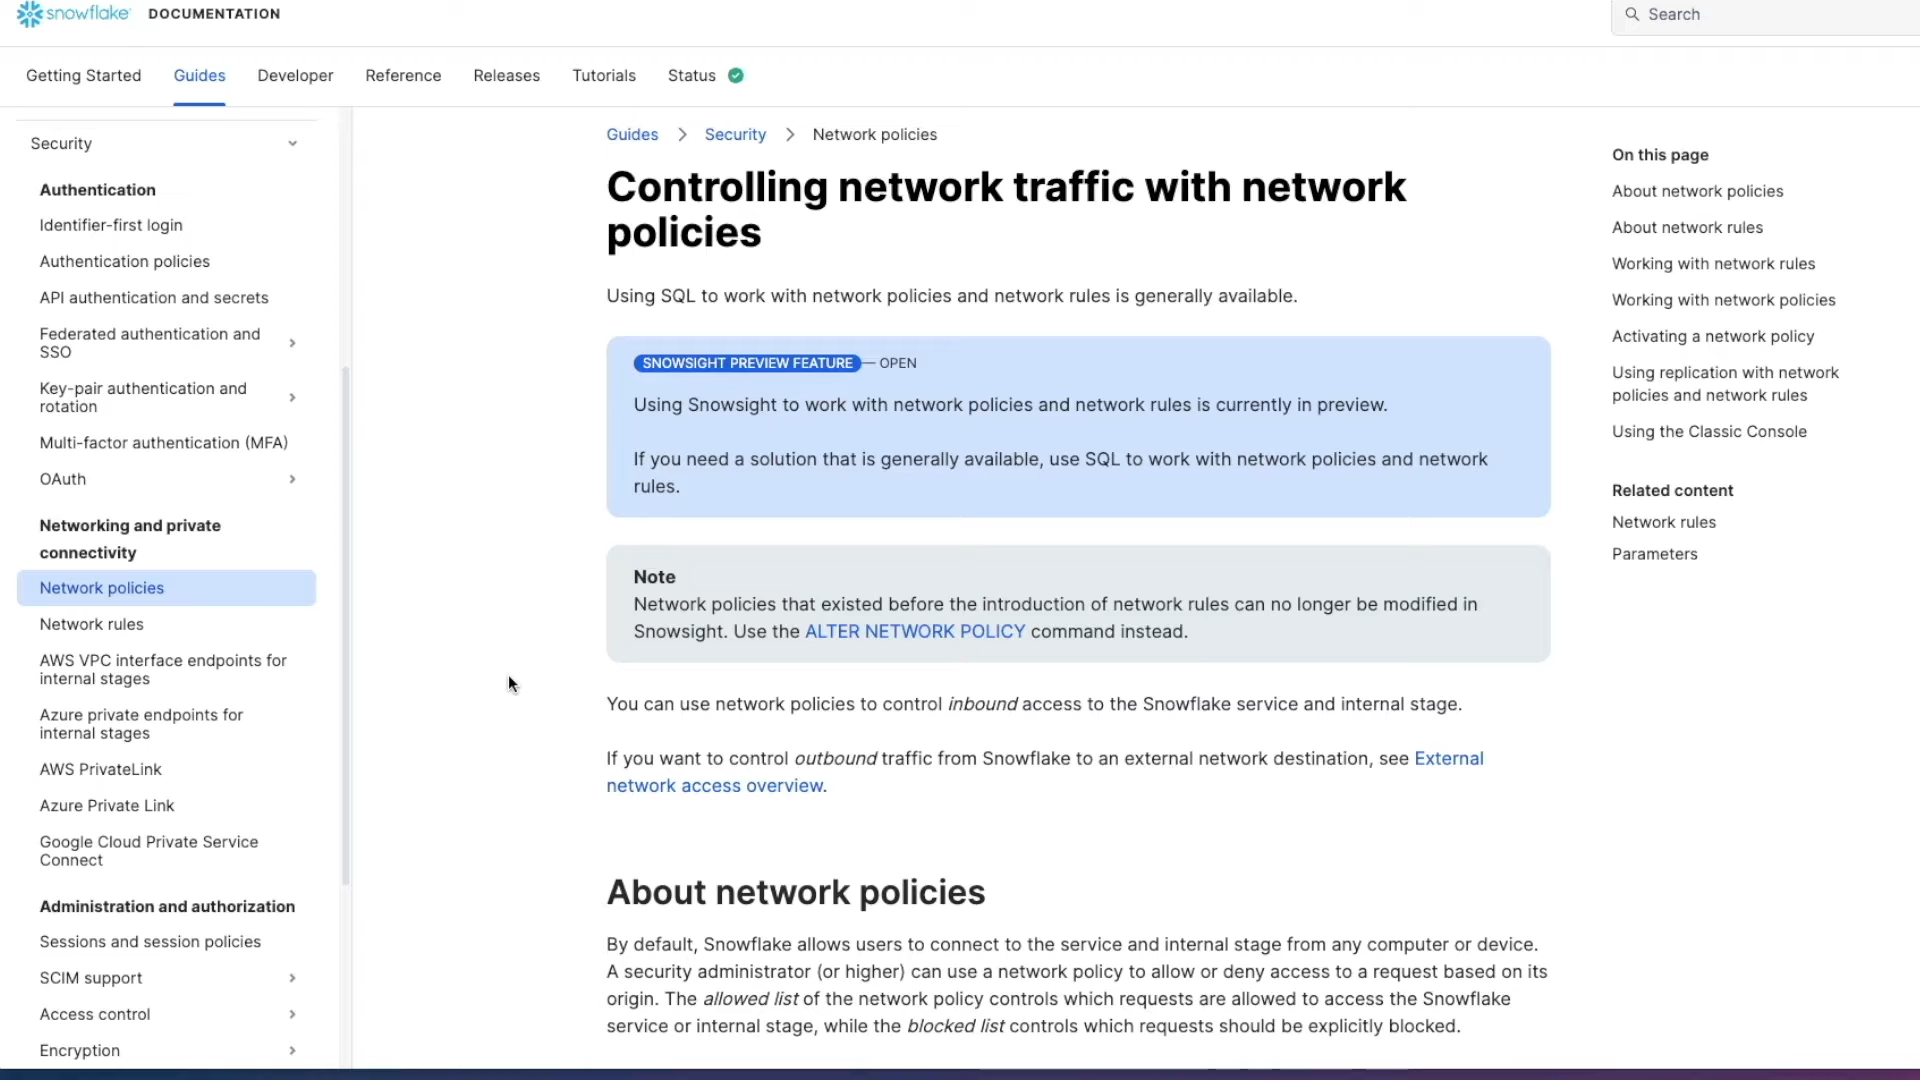 snowflake DOCUMENTATION
Search
Getting Started Guides Developer Reference Releases Tutorials Status
Security
Authentication
Identifier-first login
Authentication policies
API authentication and secrets
Federated authentication and
SSO
Key-pair authentication and
rotation
Multi-factor authentication (MFA)
OAuth
Networking and private
connectivity
Network policies
Network rules
AWS VPC interface endpoints for
internal stages
Azure private endpoints for
internal stages
AWS PrivateLink
Azure Private Link
Google Cloud Private Service
Connect
Administration and authorization
Sessions and session policies
SCIM support
Access control
Encryption
Guides > Security > Network policies
Controlling network traffic with network
policies
Using SQL to work with network policies and network rules is generally available.
SNOWSIGHT PREVIEW FEATURE — OPEN
Using Snowsight to work with network policies and network rules is currently in preview.
If you need a solution that is generally available, use SQL to work with network policies and network
rules.
Note
Network policies that existed before the introduction of network rules can no longer be modified in
Snowsight. Use the ALTER NETWORK POLICY command instead.
You can use network policies to control inbound access to the Snowflake service and internal stage.
If you want to control outbound traffic from Snowflake to an external network destination, see External
network access overview.
About network policies
By default, Snowflake allows users to connect to the service and internal stage from any computer or device.
A security administrator (or higher) can use a network policy to allow or deny access to a request based on its
origin. The allowed list of the network policy controls which requests are allowed to access the Snowflake
service or internal stage, while the blocked list controls which requests should be explicitly blocked.
On this page
About network policies
About network rules
Working with network rules
Working with network policies
Activating a network policy
Using replication with network
policies and network rules
Using the Classic Console
Related content
Network rules
Parameters